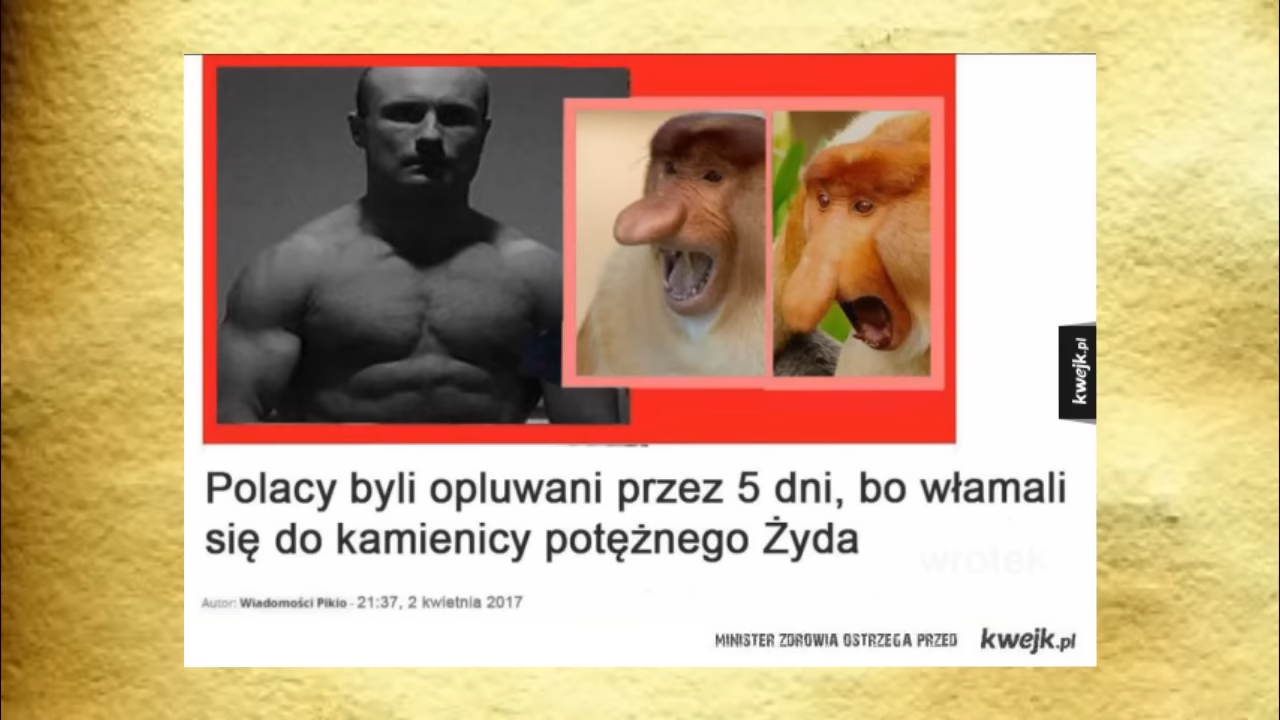 kwejk.pl
Polacy byli opluwani przez 5 dni, bo włamali
się do kamienicy potężnego Żyda
wrotek
Autor: Wiadomości Pikio - 21:37, 2 kwietnia 2017
MINISTER ZDROWIA OSTRZEGA PRZED kwejk.pl